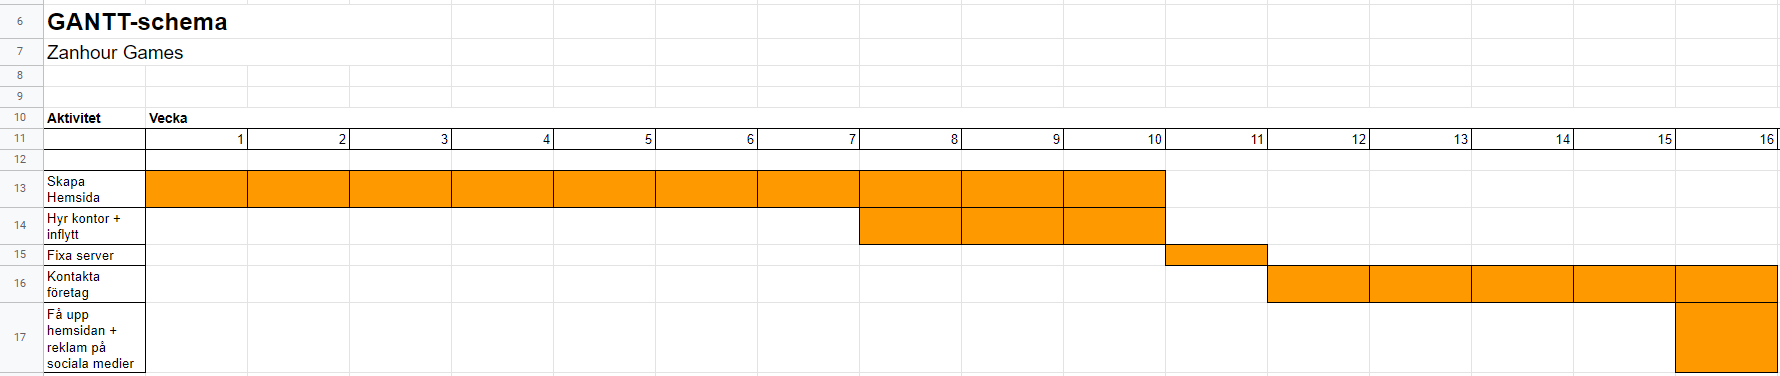 6 GANTT-schema
7 Zanhour Games
8
9
10 Aktivitet Vecka
11 1 2 3 4 5 6 7 8 9 10 11 12 13 14 15 16
12
13 Skapa
Hemsida
14 Hyr kontor +
inflytt
15 Fixa server
16 Kontakta
företag
17 Få upp
hemsidan +
reklam på
sociala medier